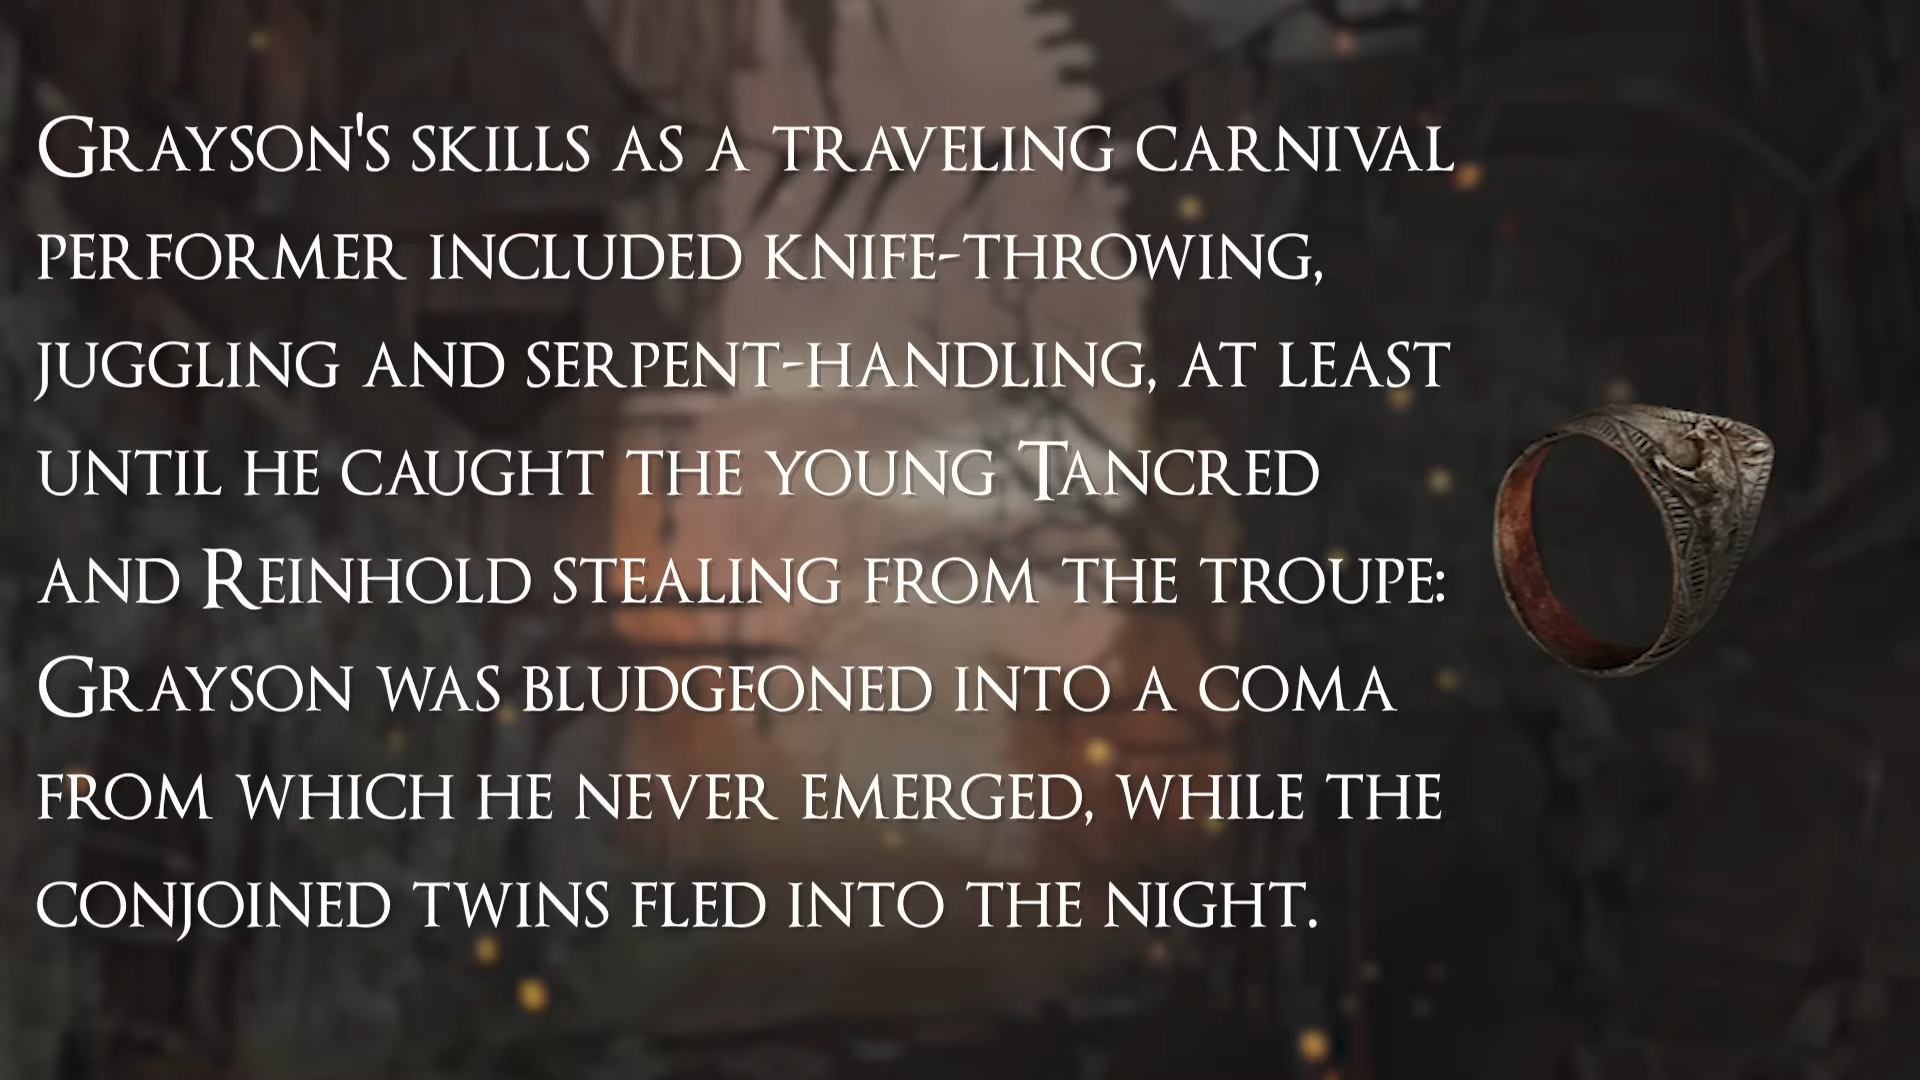 Grayson's skills as a traveling carnival
performer included knife-throwing,
juggling and serpent-handling, at least
until he caught the young Tancred
and Reinhold stealing from the troupe:
Grayson was bludgeoned into a coma
from which he never emerged, while the
conjoined twins fled into the night.